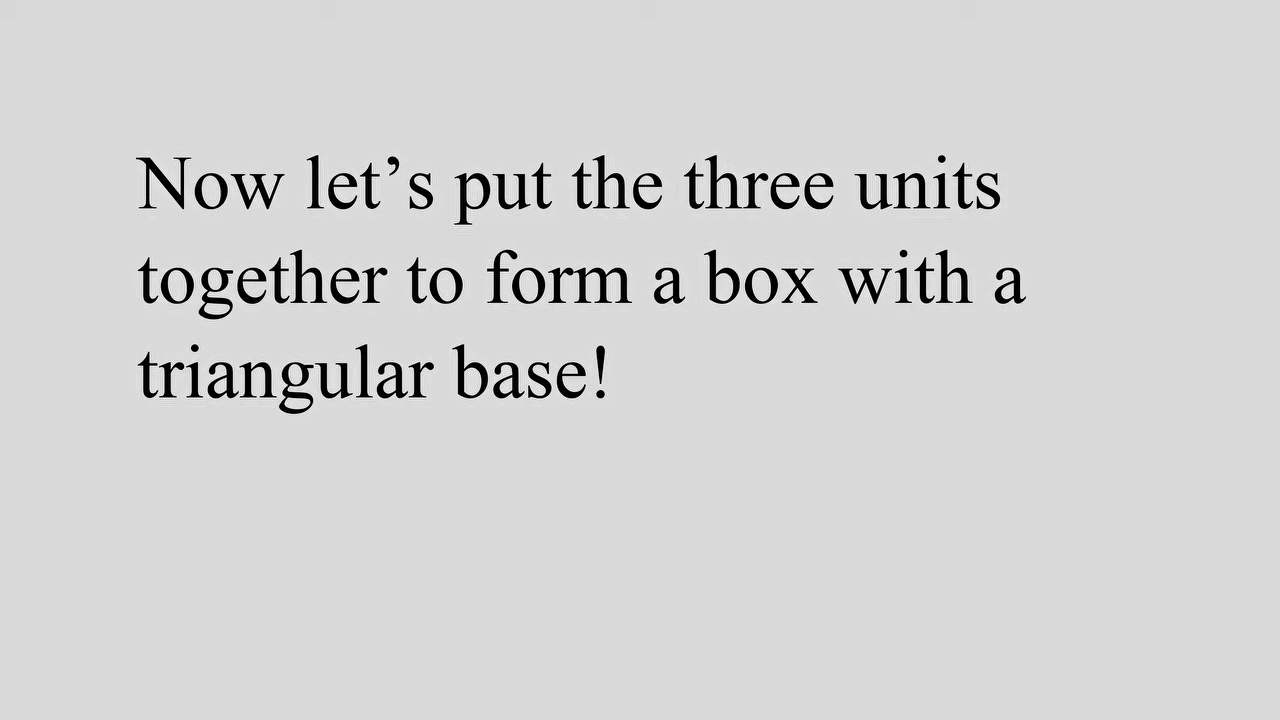 Now let’s put the three units
together to form a box with a
triangular base!